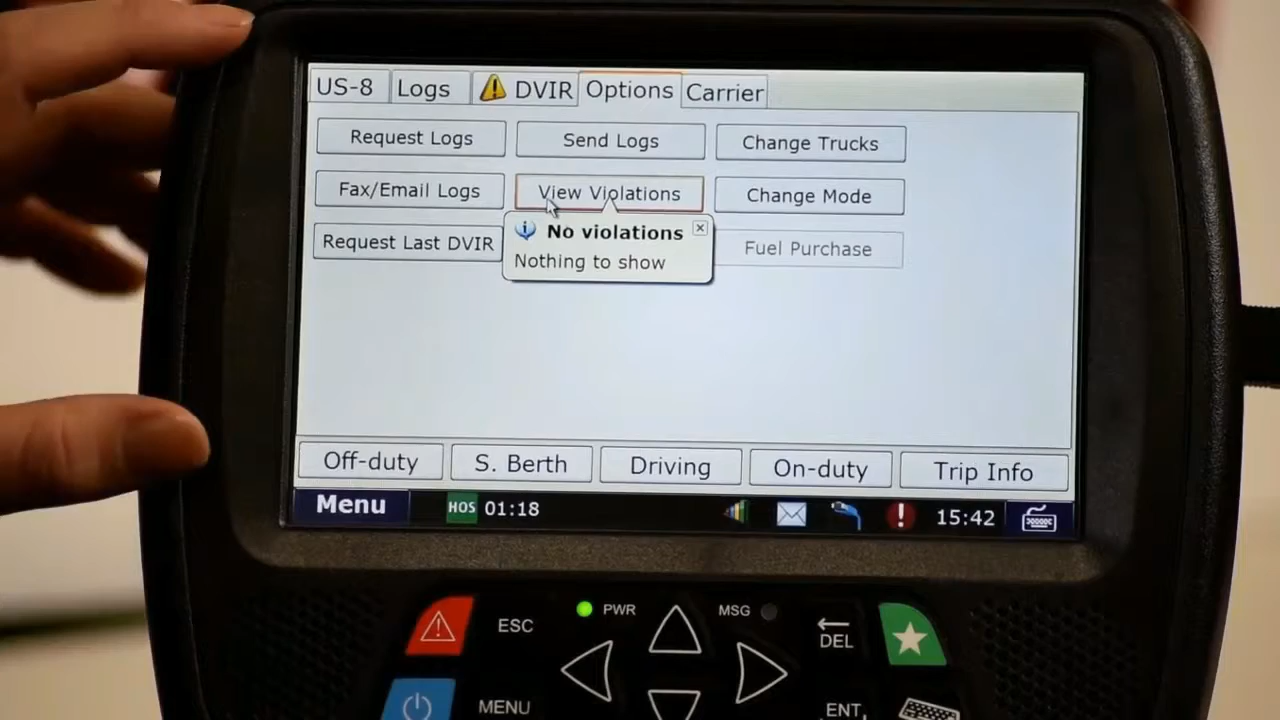 US-8 Logs DVIR Options Carrier
Request Logs Send Logs Change Trucks
Fax/Email Logs View Violations Change Mode
Request Last DVIR No violations Fuel Purchase
Nothing to show
Off-duty S. Berth Driving On-duty Trip Info
Menu HOS 01:18 15:42
ESC PWR MSG DEL
MENU ENT